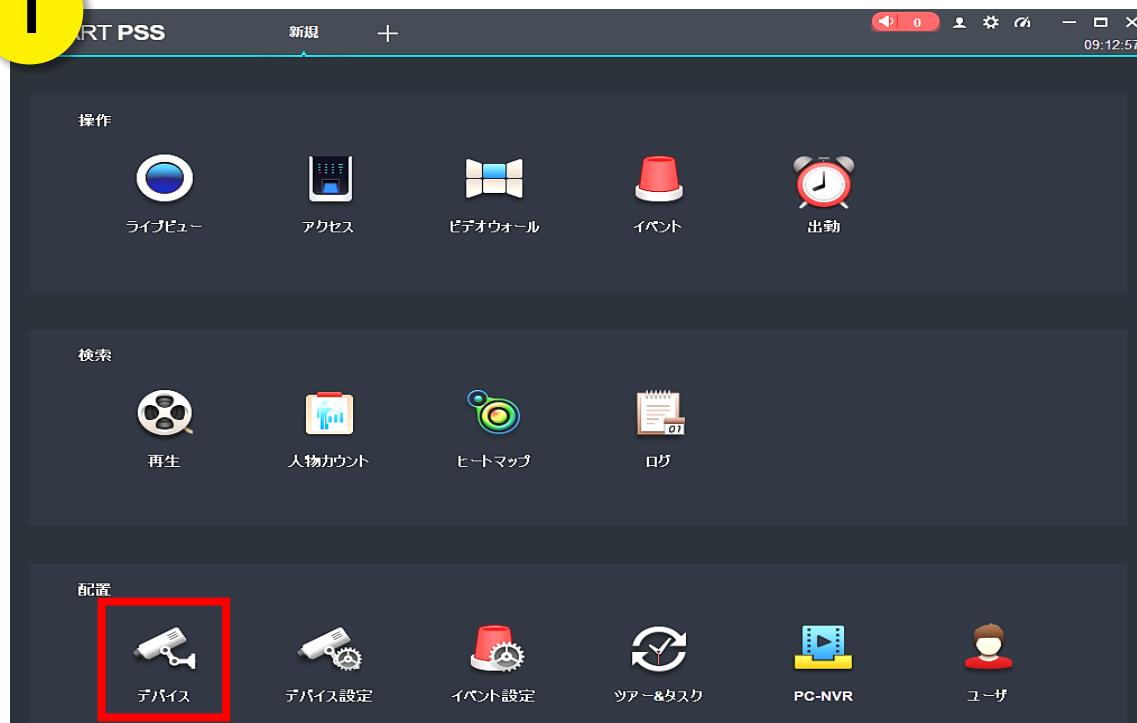 1
ART PSS 新規 ＋ 0
09:12:57
操作
ライブビュー アクセス ビデオウォール イベント 出勤
検索
01
再生 人物カウント ヒートマップ ログ
配置
デバイス デバイス設定 イベント設定 ツアー&タスク PC-NVR ユーザ